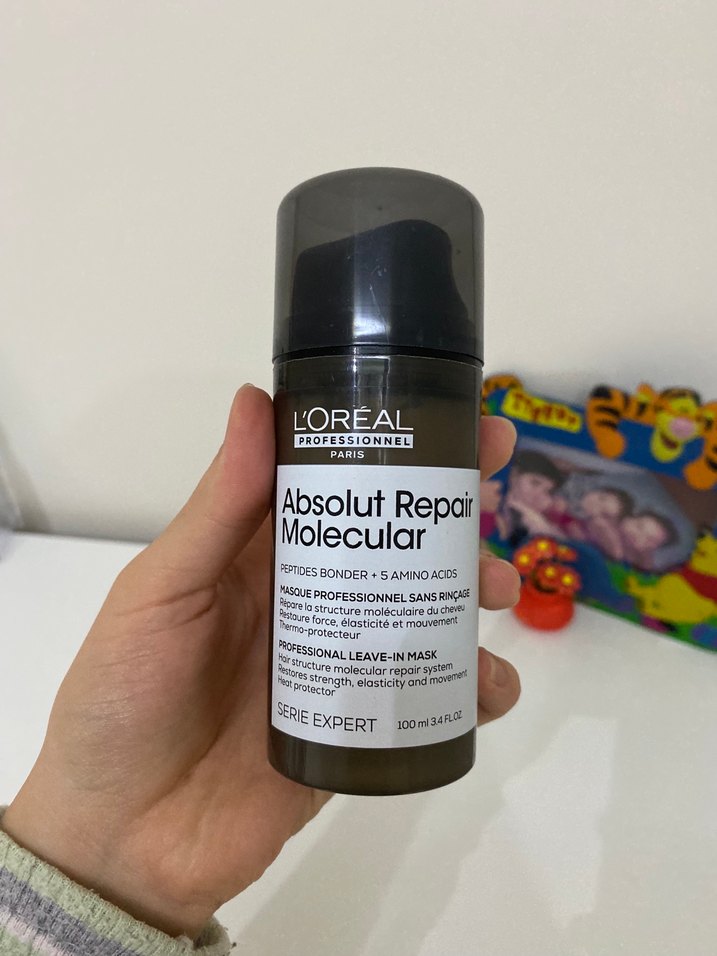 L'ORÉAL
PROFESSIONNEL
PARIS
Absolut Repair
Molecular
PEPTIDES BONDER + 5 AMINO ACIDS
MASQUE PROFESSIONNEL SANS RINÇAGE
Répare la structure moléculaire du cheveu
Restaure force, élasticité et mouvement
Thermo-protecteur
PROFESSIONAL LEAVE-IN MASK
Hair structure molecular repair system
Restores strength, elasticity and movement
Heat protector
SERIE EXPERT 100 ml 3.4 FL.OZ.